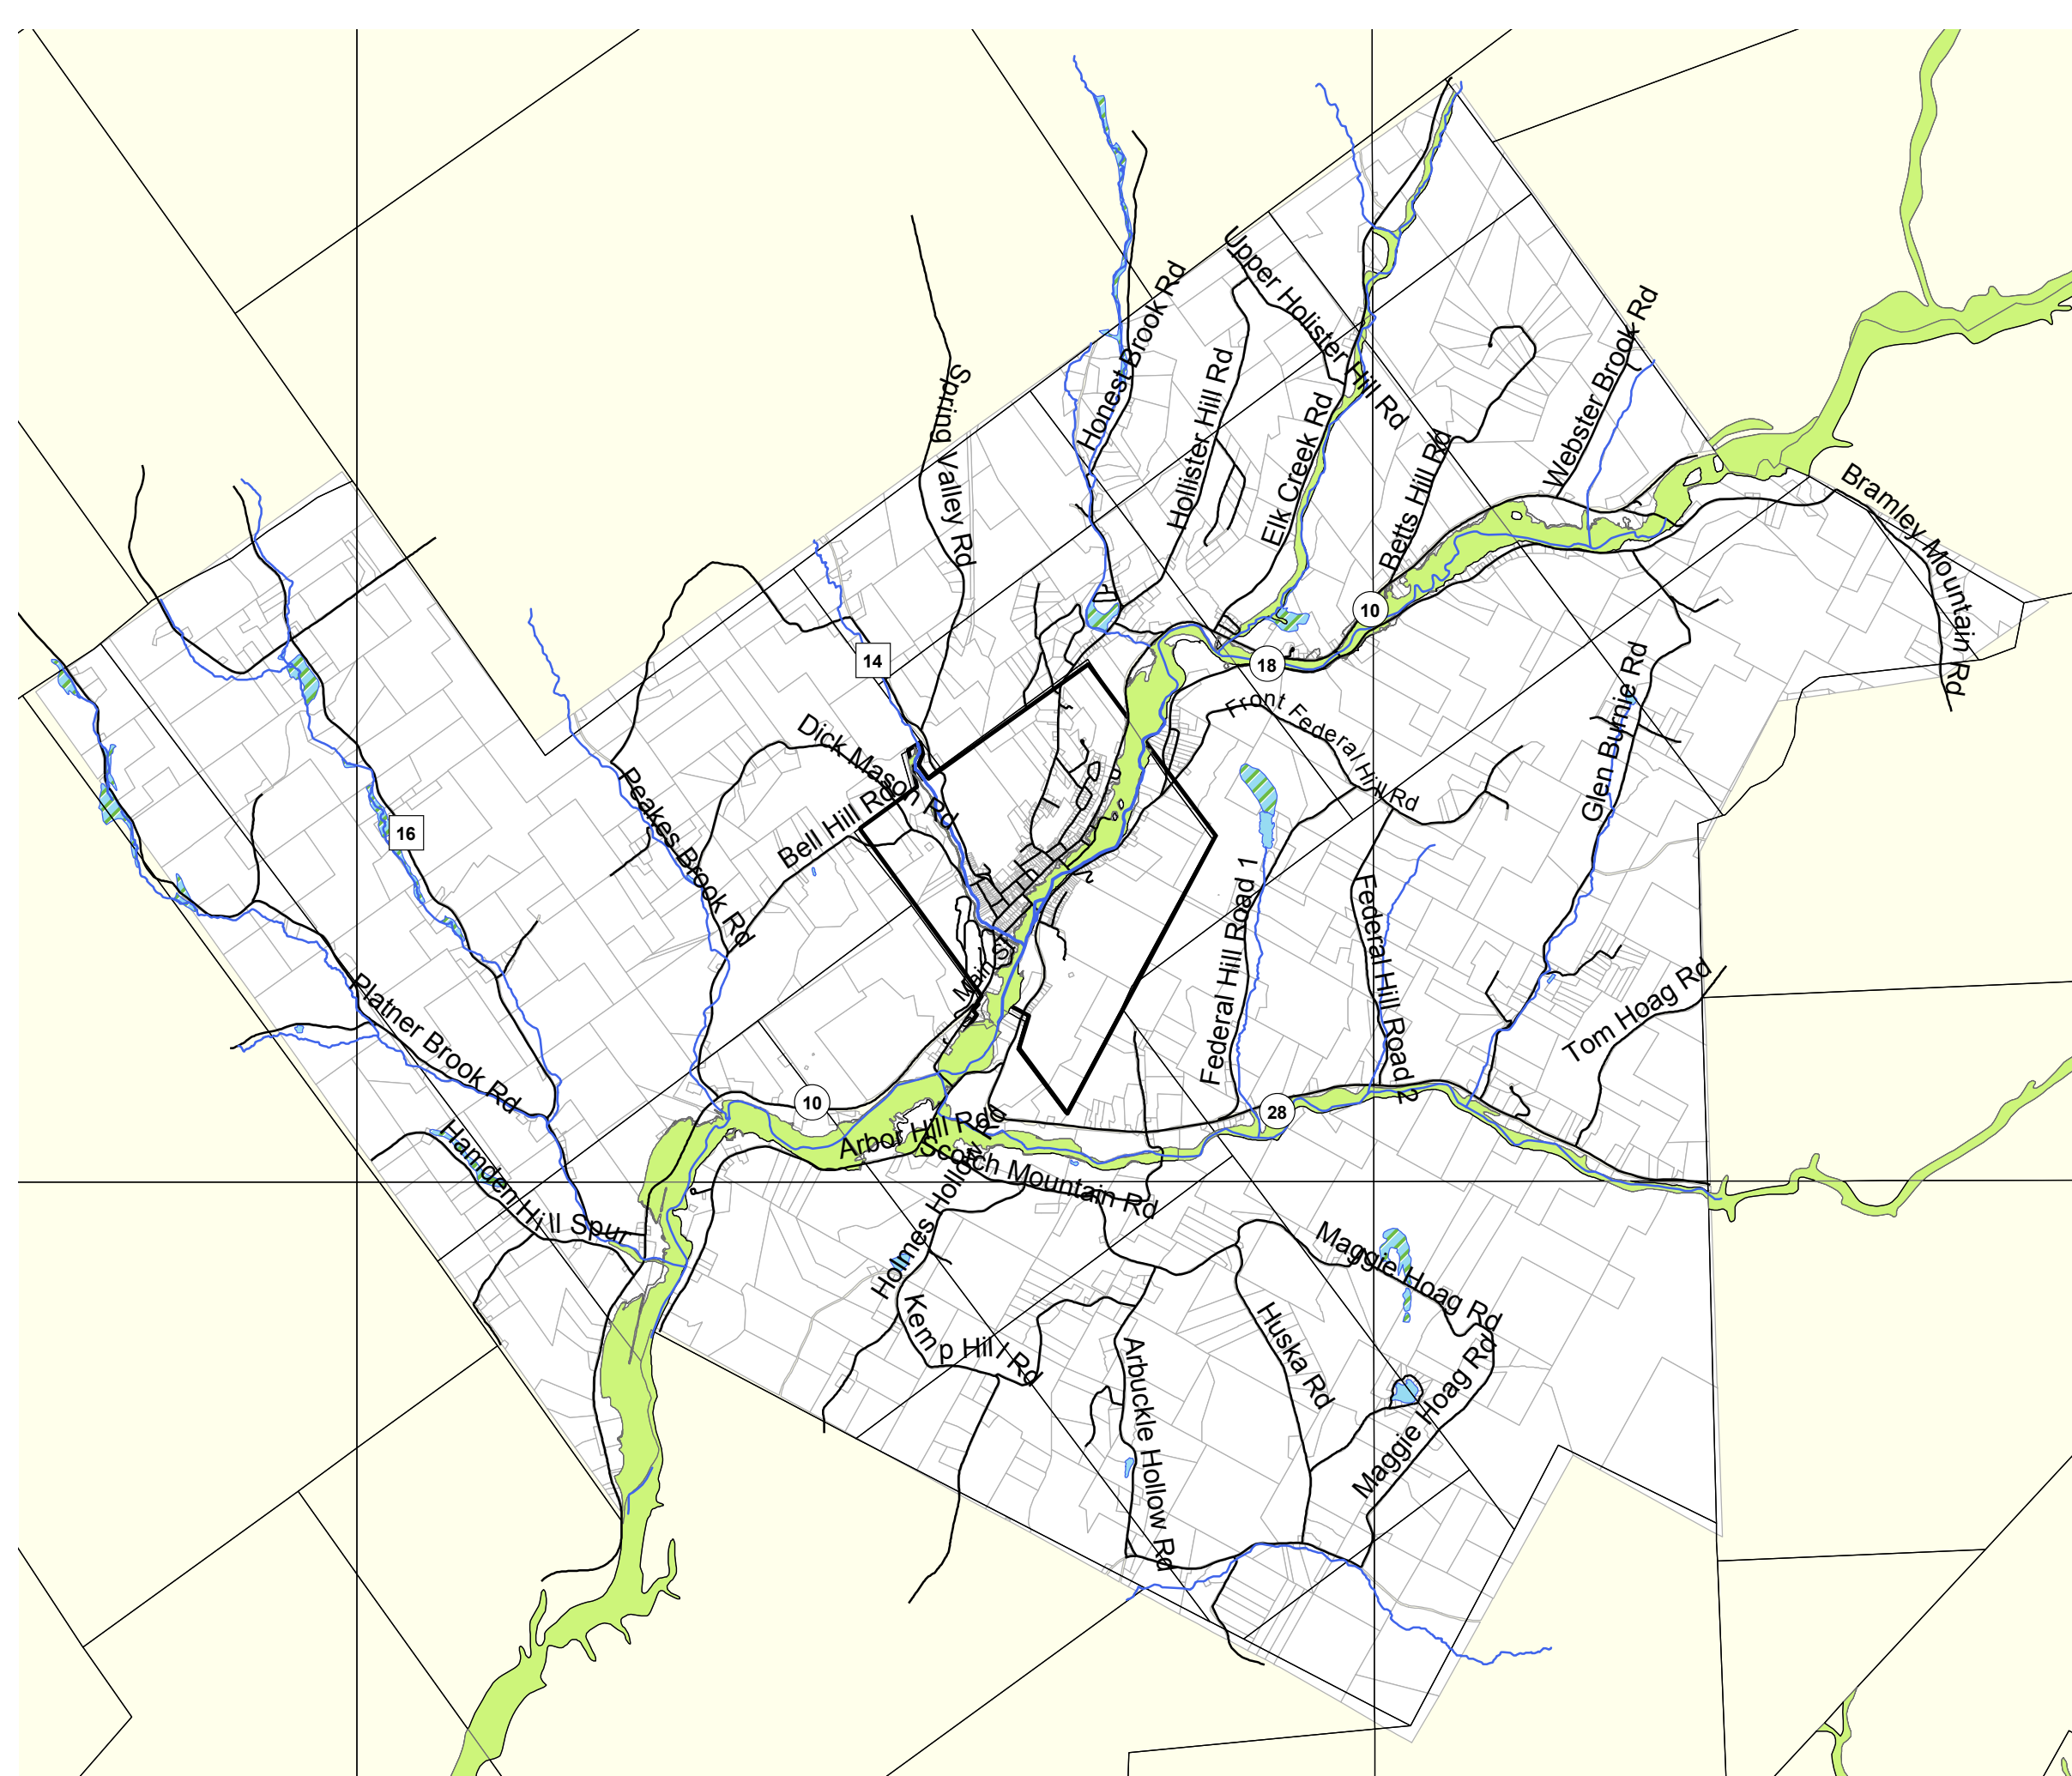 Upper Holister Hill Rd
Honest Brook Rd
Webster Brook Rd
Spring Valley Rd
Hollister Hill Rd
Elk Creek Rd
Betts Hill Rd
Bramley Mountain Rd
10
14
18
Front Federal Hill Rd
Glen Burnie Rd
Dick Mason Rd
Peakes Brook Rd
Bell Hill Rd
16
Federal Hill Road 1
Federal Hill Road 2
Main St
Tom Hoag Rd
Platner Brook Rd
10
28
Arbor Hill Rd
Hamden Hill Spur
Scotch Mountain Rd
Holmes Hollow Rd
Maggie Hoag Rd
Kemp Hill Rd
Huska Rd
Arbuckle Hollow Rd
Maggie Hoag Rd